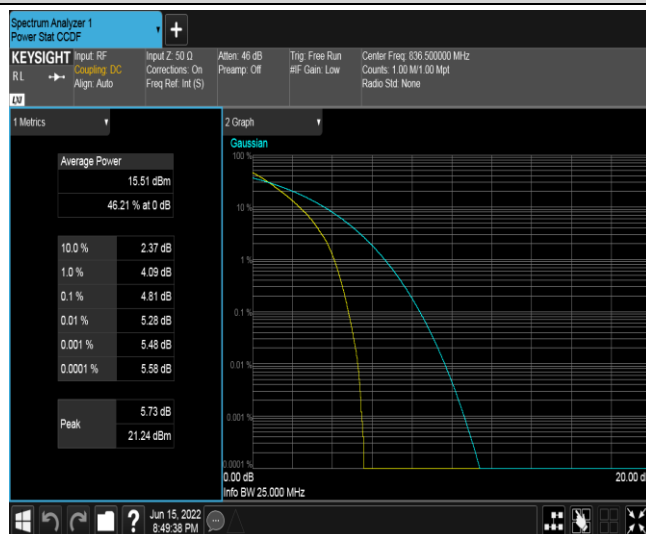 Spectrum Analyzer 1
Power Stat CCDF
+
KEYSIGHT
RL
LXI
Input: RF
Coupling: DC
Align: Auto
Input Z: 50 Ω
Corrections: On
Freq Ref: Int (S)
Atten: 46 dB
Preamp: Off
Trig: Free Run
#IF Gain: Low
Center Freq: 836.500000 MHz
Counts: 1.00 M/1.00 Mpt
Radio Std: None
1 Metrics
Average Power
15.51 dBm
46.21 % at 0 dB
10.0 % 2.37 dB
1.0 % 4.09 dB
0.1 % 4.81 dB
0.01 % 5.28 dB
0.001 % 5.48 dB
0.0001 % 5.58 dB
Peak
5.73 dB
21.24 dBm
2 Graph
Gaussian
100 %
10 %
1 %
0.1 %
0.01 %
0.001 %
0.0001 %
0.00 dB
20.00 d
Info BW 25.000 MHz
?
Jun 15, 2022
8:49:38 PM